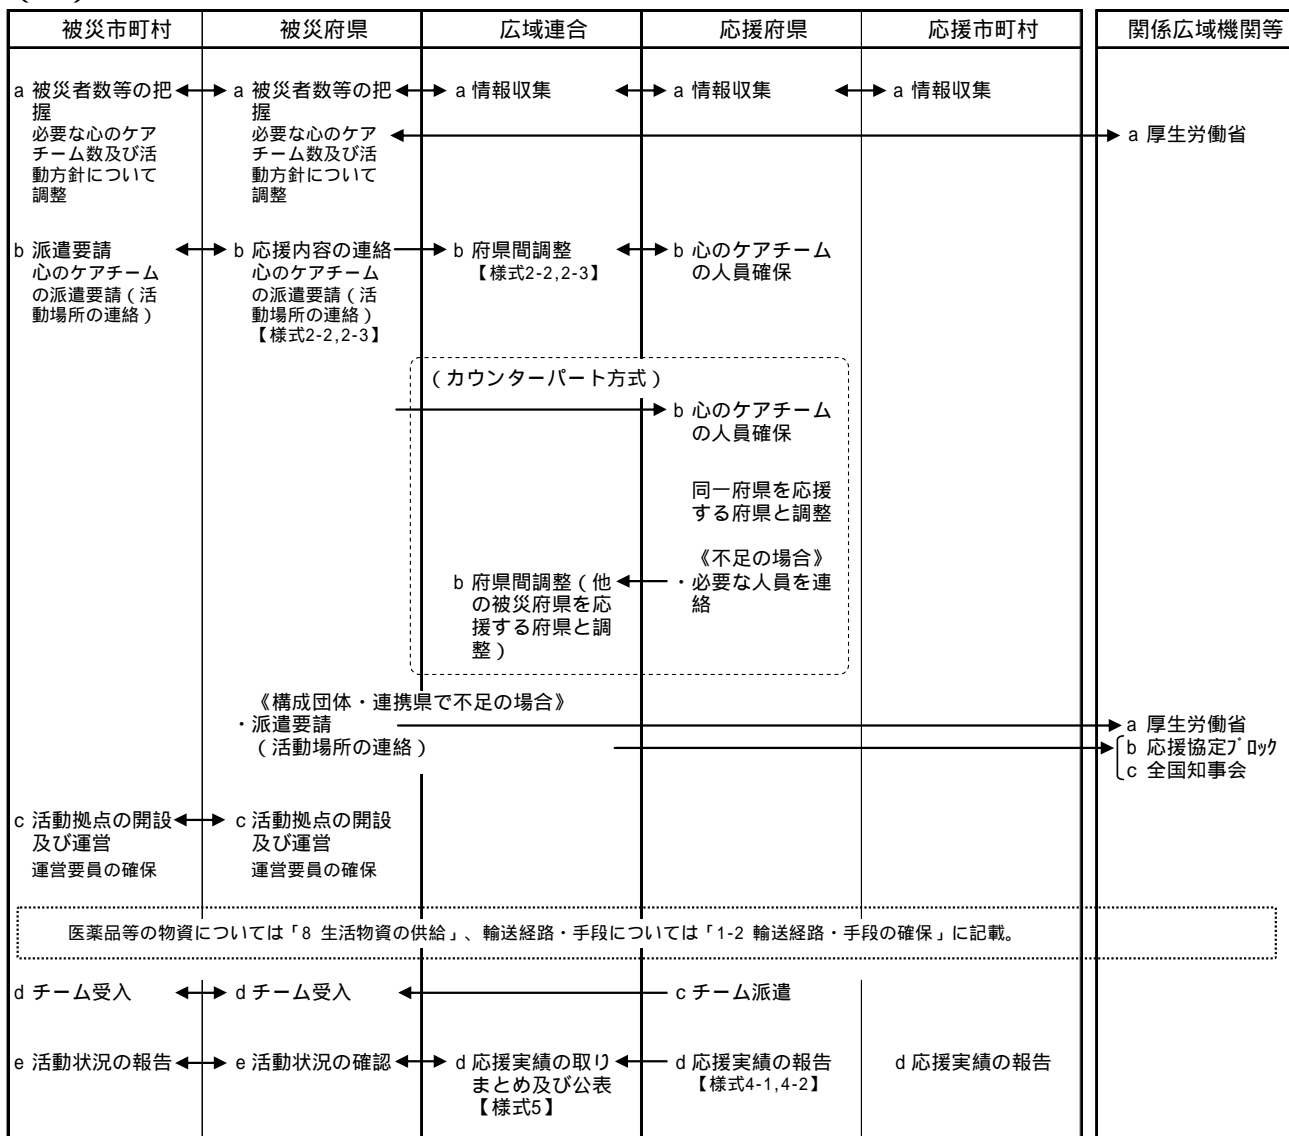 被災市町村 被災府県 広域連合 応援府県 応援市町村 関係広域機関等
a 被災者数等の把
握
必要な心のケア
チーム数及び活
動方針について
調整
a 被災者数等の把
握
必要な心のケア
チーム数及び活
動方針について
調整
a 情報収集
a 情報収集
a 情報収集
a 厚生労働省
b 派遣要請
心のケアチーム
の派遣要請(活
動場所の連絡)
b 応援内容の連絡
心のケアチーム
の派遣要請(活
動場所の連絡)
【様式2-2,2-3】
b 府県間調整
【様式2-2,2-3】
b 心のケアチーム
の人員確保
(カウンターパート方式)
b 心のケアチーム
の人員確保
同一府県を応援
する府県と調整
《不足の場合》
・必要な人員を連
絡
b 府県間調整(他
の被災府県を応
援する府県と調
整)
《構成団体・連携県で不足の場合》
・派遣要請
(活動場所の連絡)
a 厚生労働省
b 応援協定ﾌﾞﾛｯｸ
c 全国知事会
c 活動拠点の開設
及び運営
運営要員の確保
c 活動拠点の開設
及び運営
運営要員の確保
医薬品等の物資については「8 生活物資の供給」、輸送経路・手段については「1-2 輸送経路・手段の確保」に記載。
d チーム受入
d チーム受入
c チーム派遣
e 活動状況の報告
e 活動状況の確認
d 応援実績の取り
まとめ及び公表
【様式5】
d 応援実績の報告
【様式4-1,4-2】
d 応援実績の報告